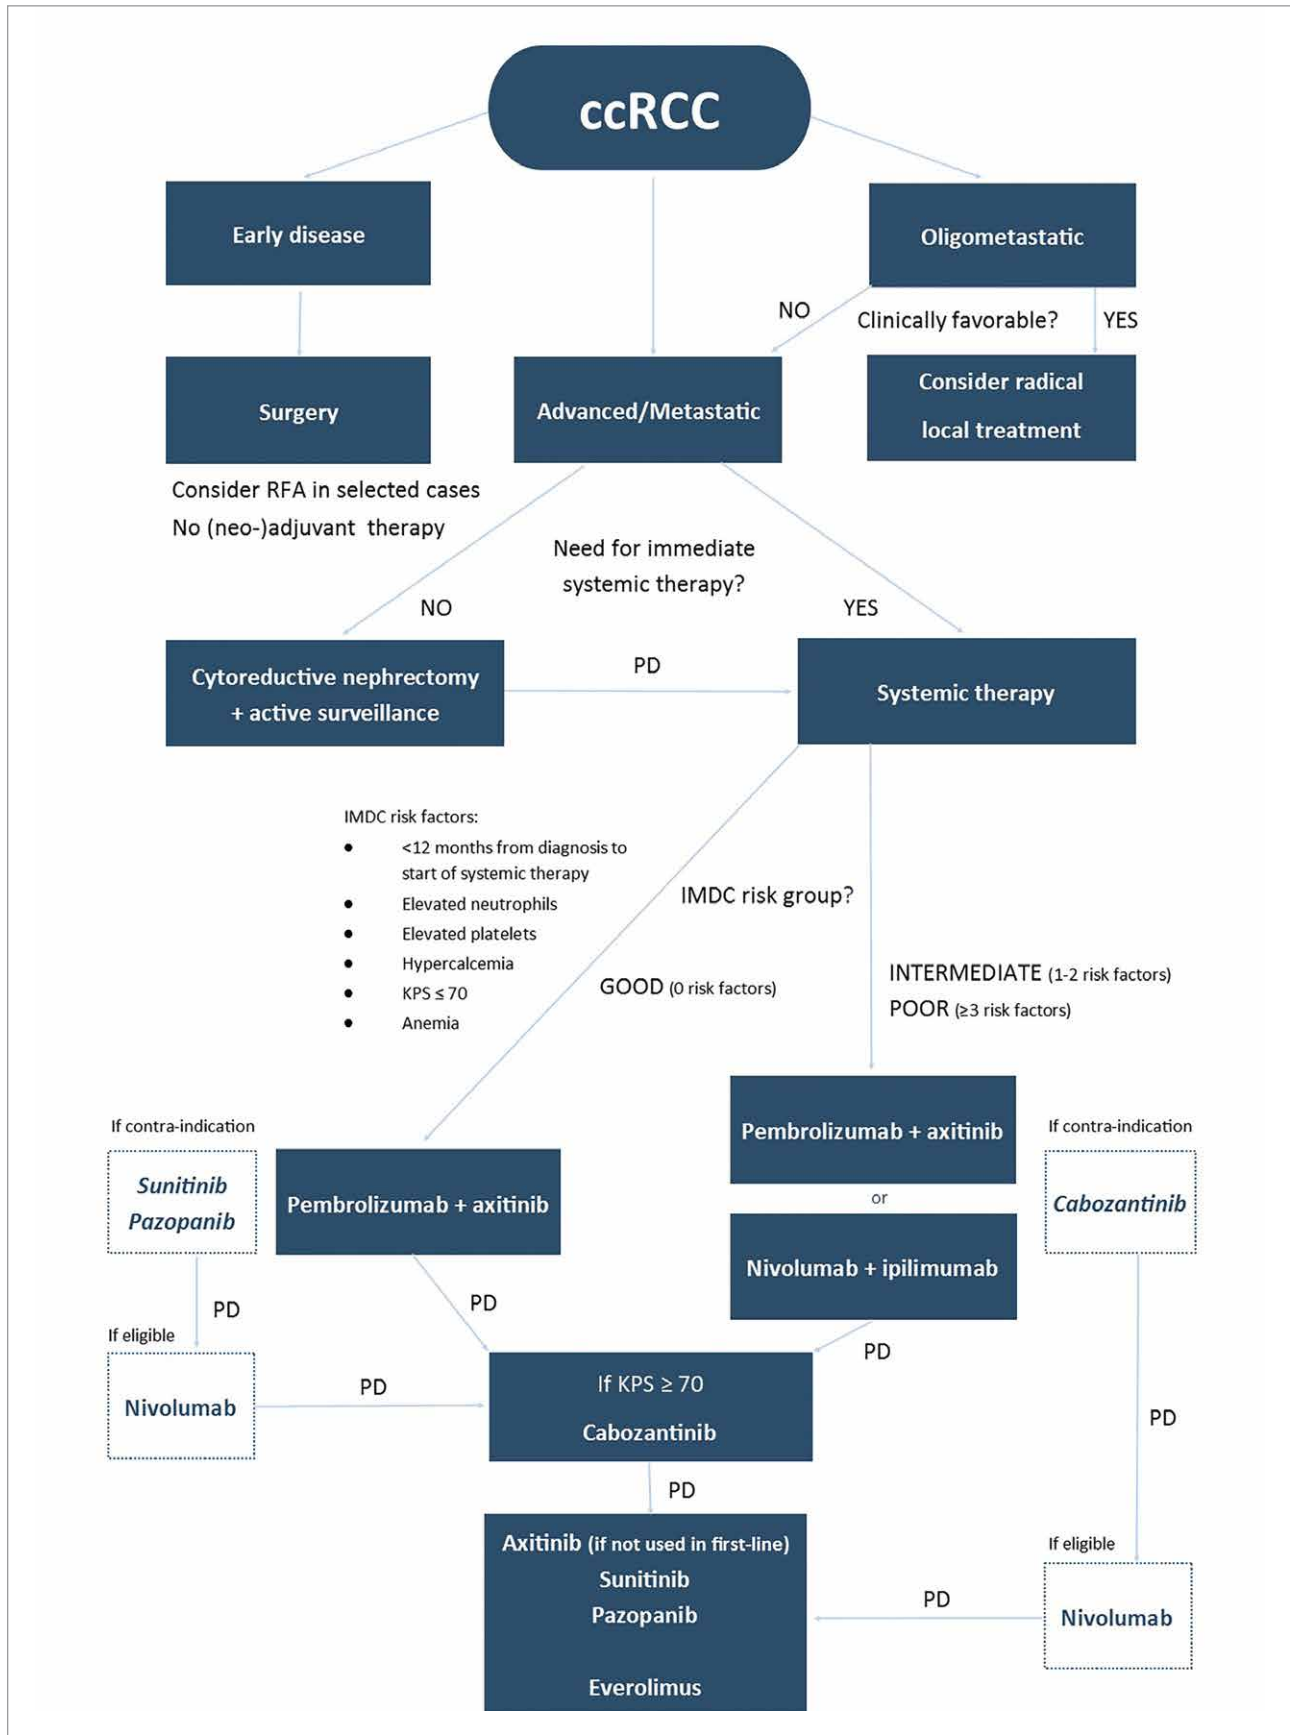 ccRCC
Early disease
Oligometastatic
NO
Clinically favorable?
YES
Surgery
Advanced/Metastatic
Consider radical
local treatment
Consider RFA in selected cases
No (neo-)adjuvant therapy
Need for immediate
systemic therapy?
NO
YES
Cytoreductive nephrectomy
+ active surveillance
PD
Systemic therapy
IMDC risk factors:
● <12 months from diagnosis to
start of systemic therapy
● Elevated neutrophils
● Elevated platelets
● Hypercalcemia
● KPS ≤ 70
● Anemia
IMDC risk group?
GOOD (0 risk factors)
INTERMEDIATE (1-2 risk factors)
POOR (≥3 risk factors)
If contra-indication
Sunitinib
Pazopanib
Pembrolizumab + axitinib
Pembrolizumab + axitinib
or
Nivolumab + ipilimumab
If contra-indication
Cabozantinib
PD
PD
PD
PD
If eligible
Nivolumab
PD
If KPS ≥ 70
Cabozantinib
PD
Axitinib (if not used in first-line)
Sunitinib
Pazopanib
Everolimus
If eligible
Nivolumab
PD